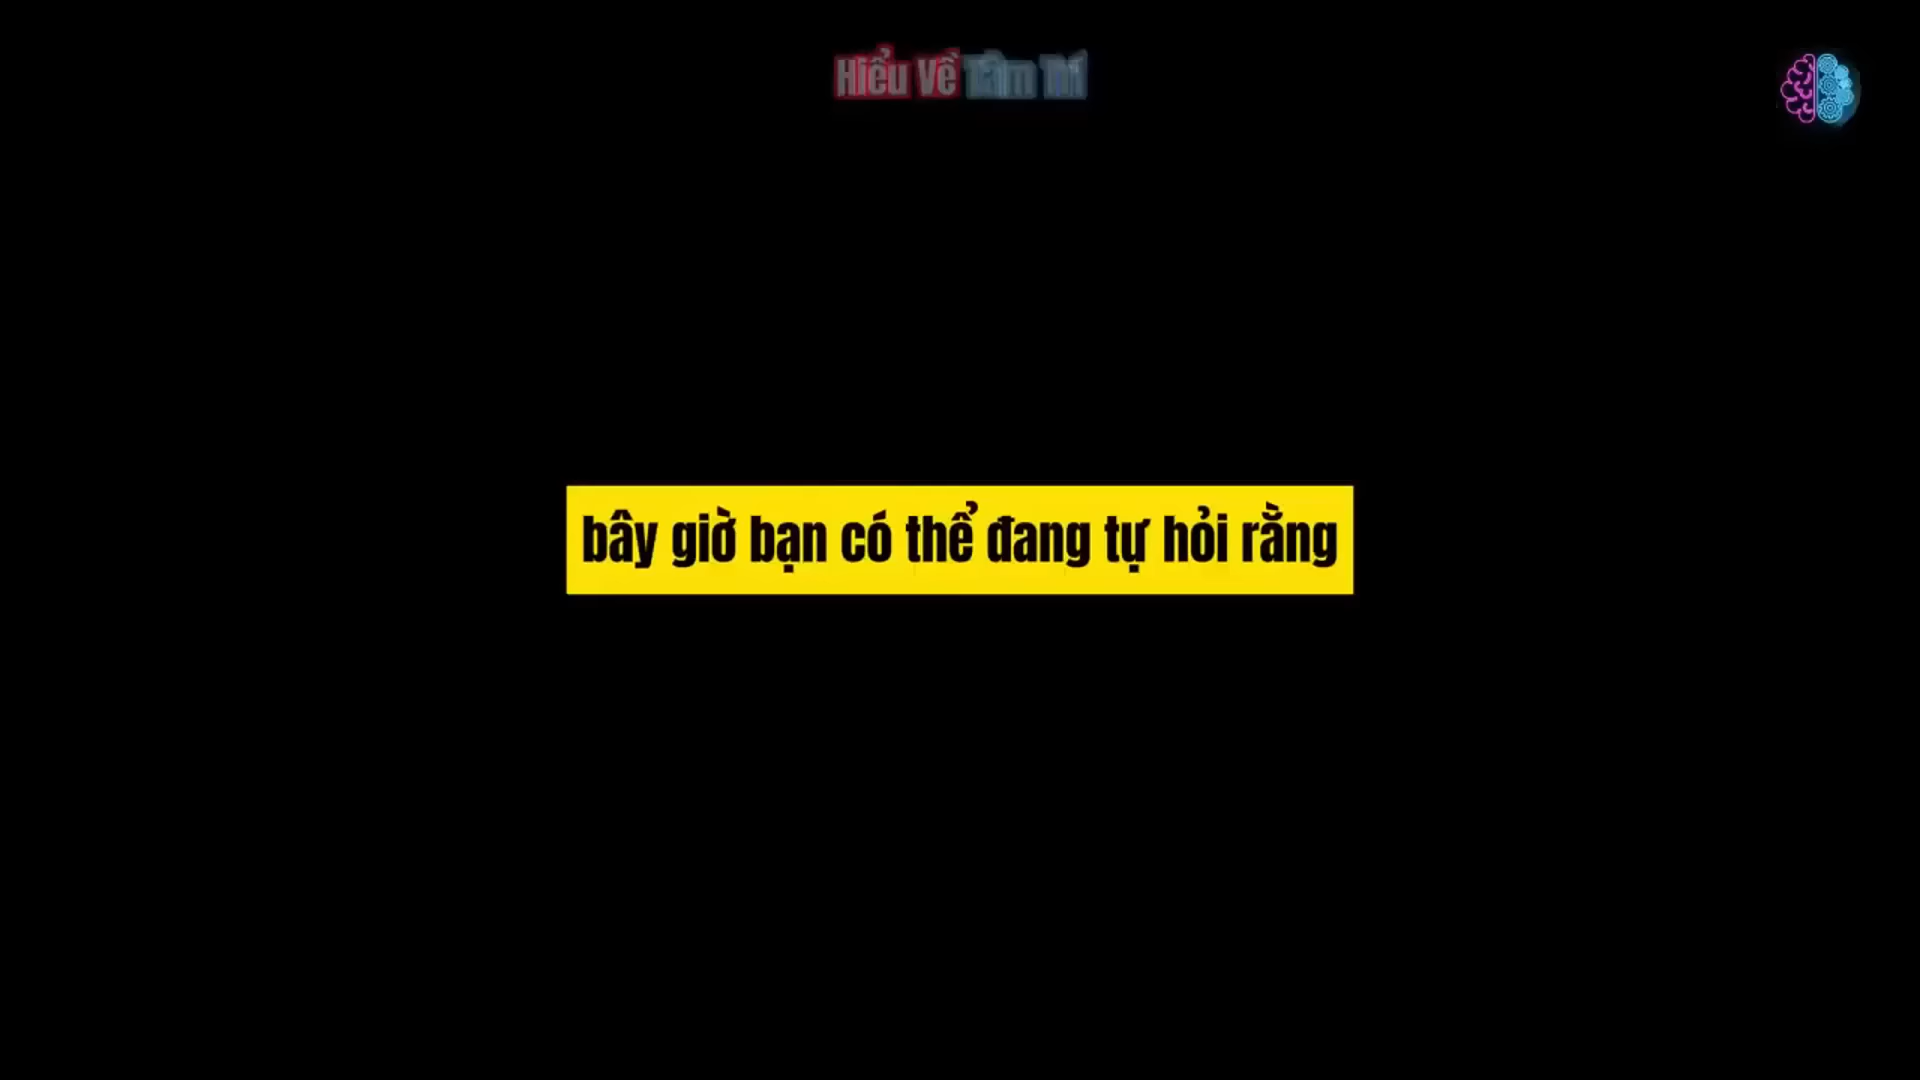 Hiểu Về Tâm Trí
bây giờ bạn có thể đang tự hỏi rằng